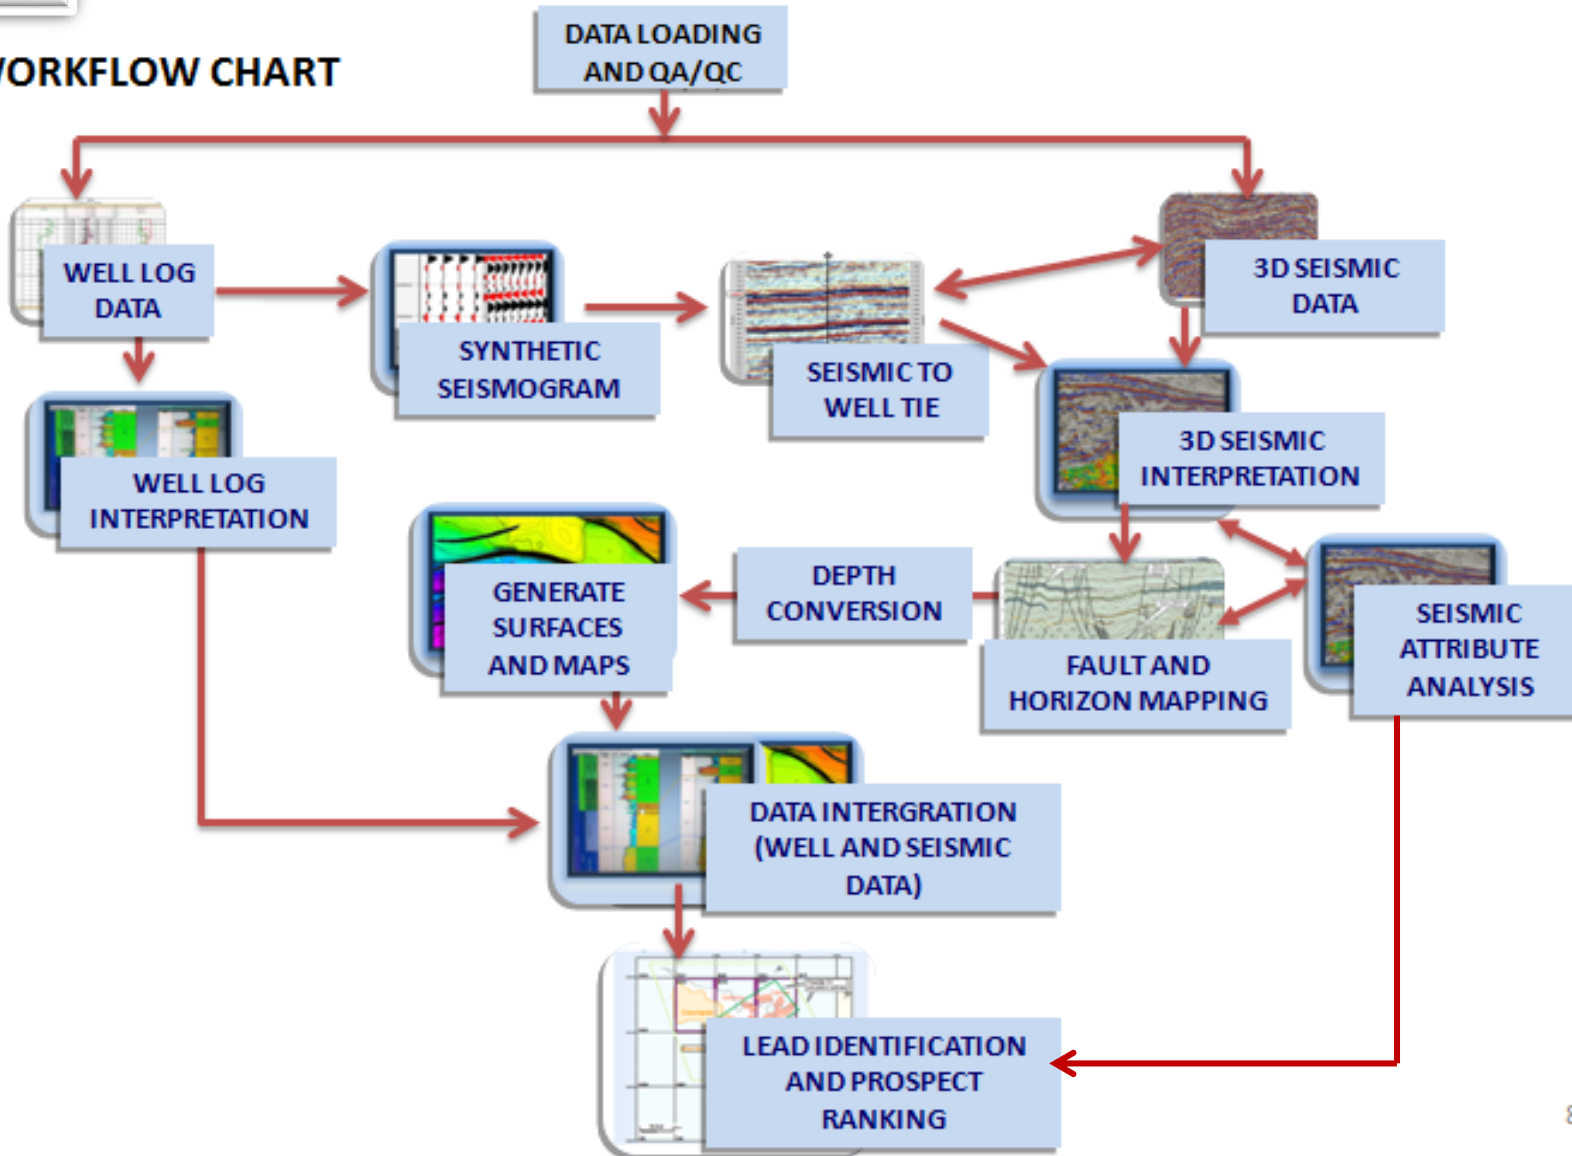 WORKFLOW CHART
DATA LOADING
AND QA/QC
WELL LOG
DATA
SYNTHETIC
SEISMOGRAM
SEISMIC TO
WELL TIE
3D SEISMIC
DATA
3D SEISMIC
INTERPRETATION
WELL LOG
INTERPRETATION
GENERATE
SURFACES
AND MAPS
DEPTH
CONVERSION
FAULT AND
HORIZON MAPPING
SEISMIC
ATTRIBUTE
ANALYSIS
DATA INTERGRATION
(WELL AND SEISMIC
DATA)
LEAD IDENTIFICATION
AND PROSPECT
RANKING